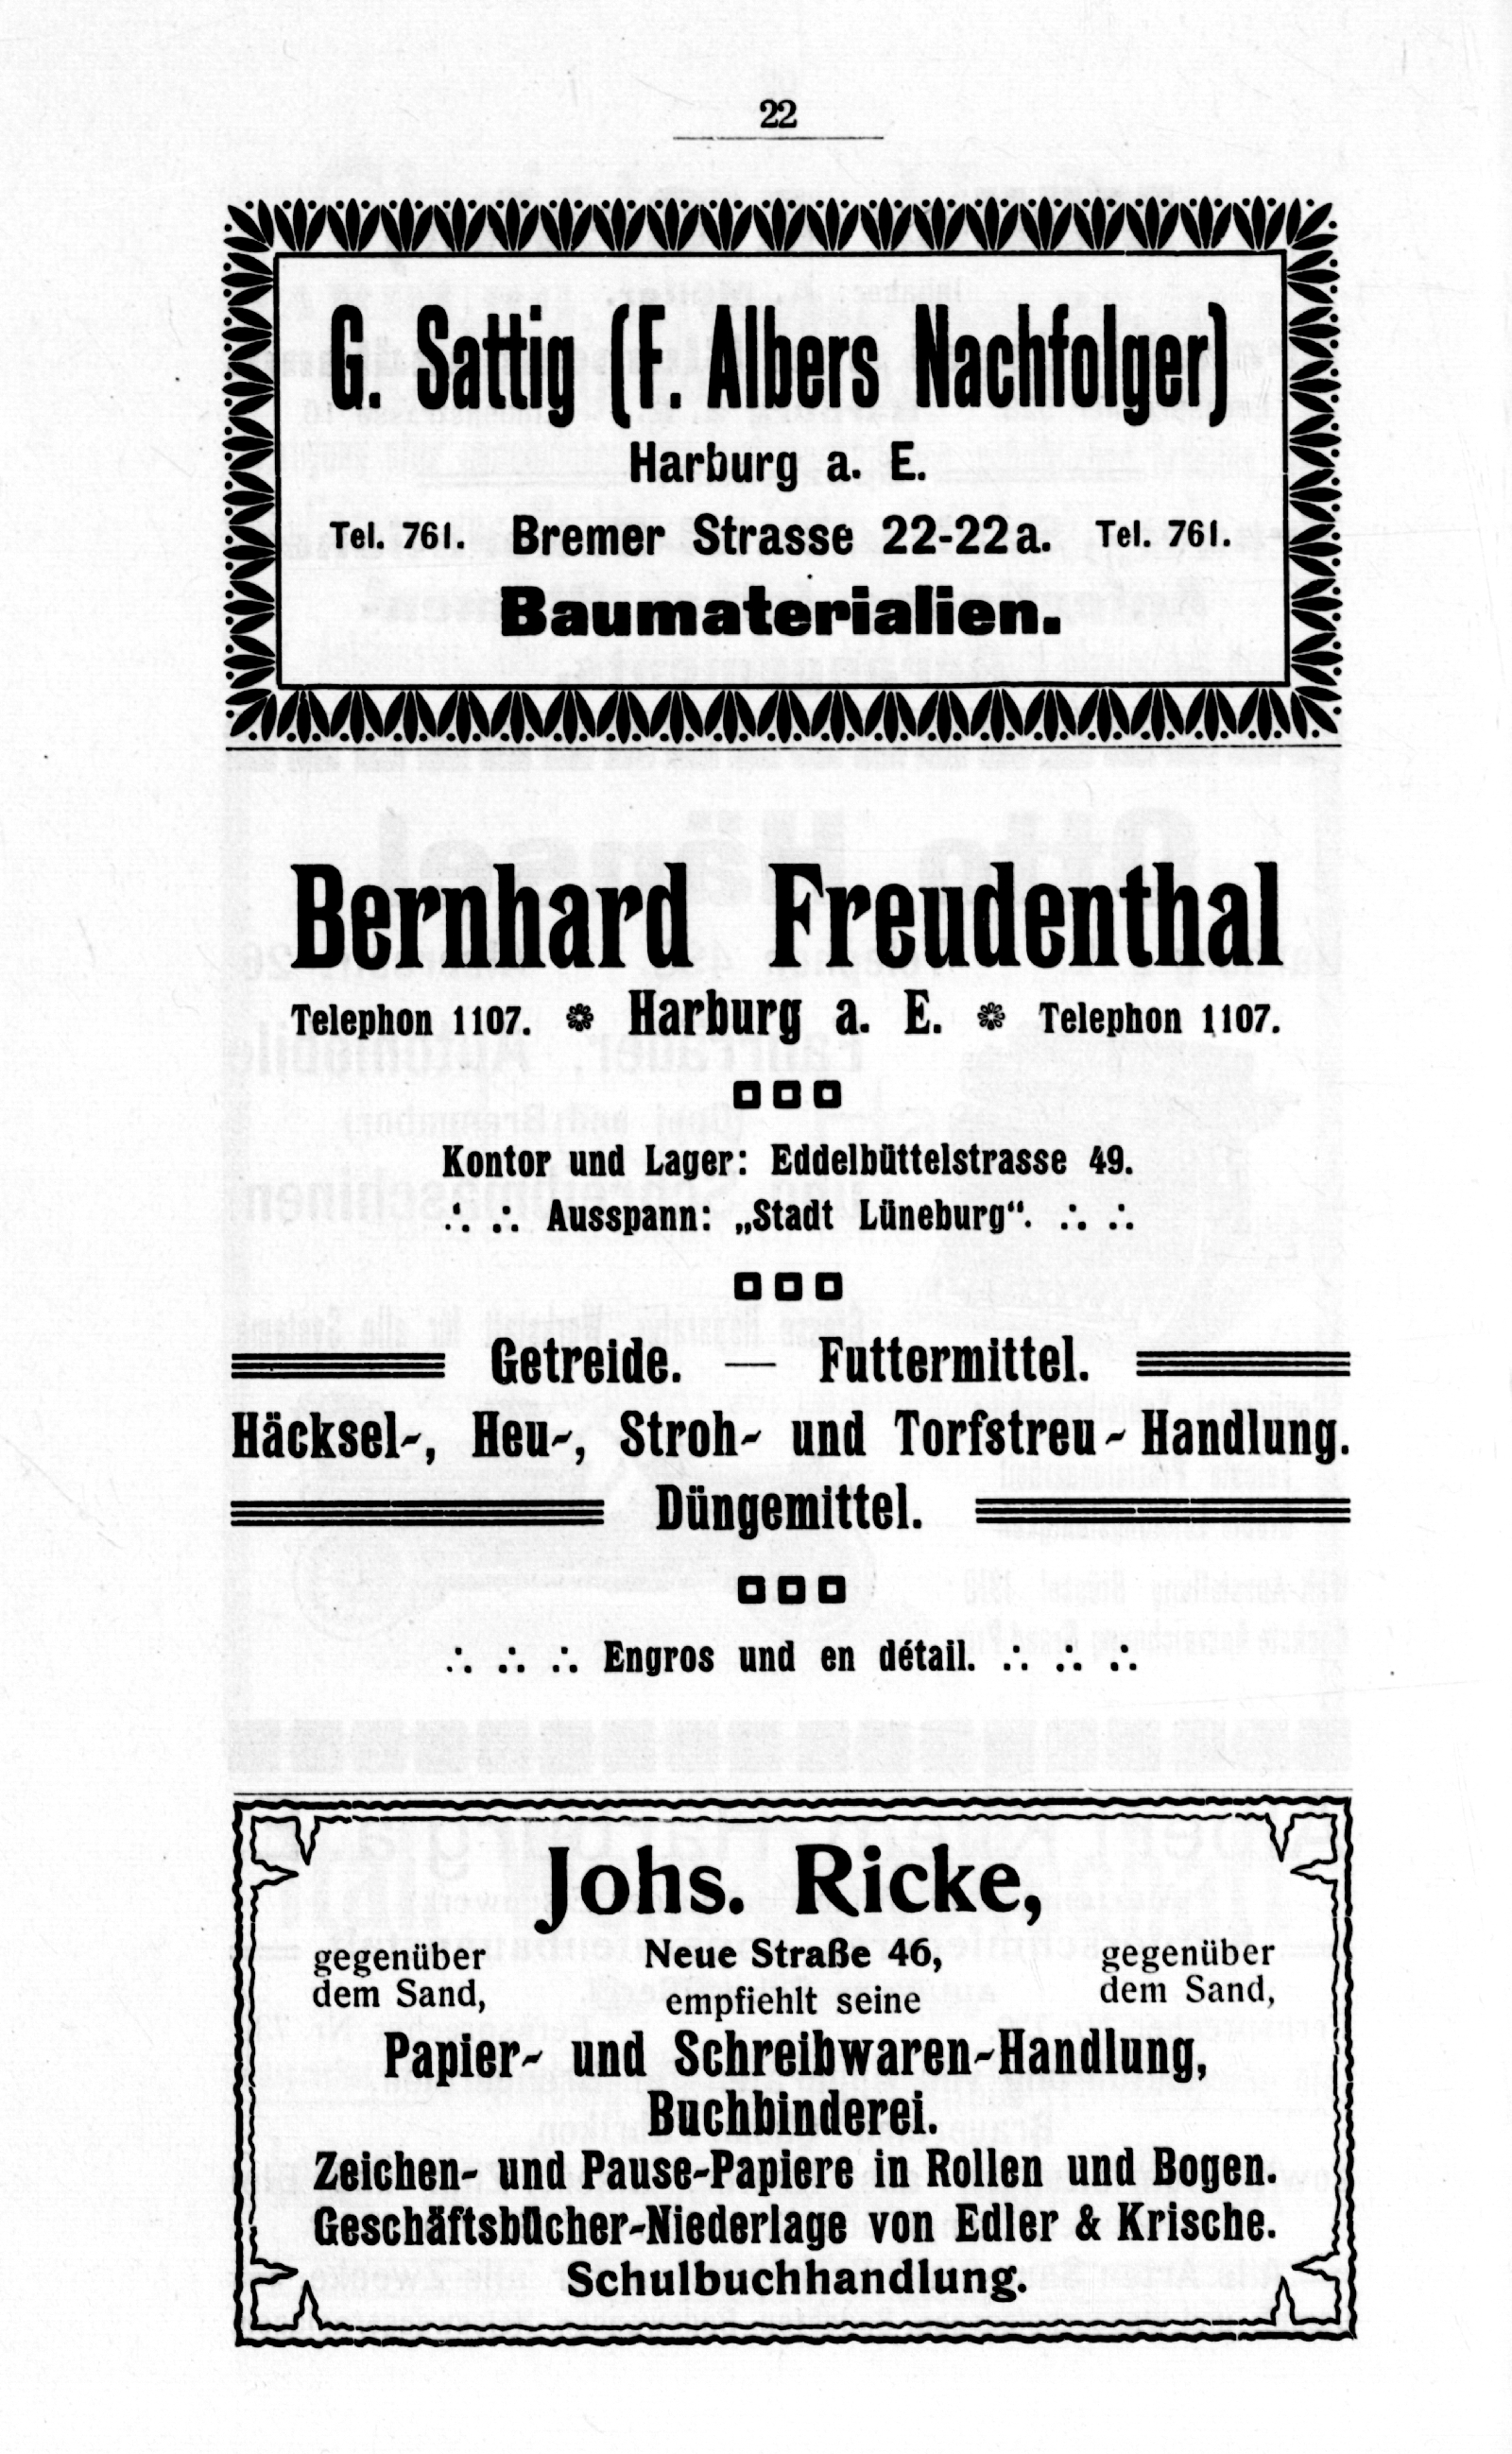 22
G. Sattig (F. Albers Nachfolger)
Harburg a. E.
Tel. 761. Bremer Strasse 22-22a. Tel. 761.
Baumaterialien.
Bernhard Freudenthal
Telephon 1107. Harburg a. E. Telephon 1107.
Kontor und Lager: Eddelbüttelstrasse 49.
Ausspann: „Stadt Lüneburg“.
Getreide. — Futtermittel.
Häcksel-, Heu-, Stroh- und Torfstreu-Handlung.
Düngemittel.
Engros und en détail.
Johs. Ricke,
gegenüber Neue Straße 46, gegenüber
dem Sand, empfiehlt seine dem Sand,
Papier- und Schreibwaren-Handlung,
Buchbinderei.
Zeichen- und Pause-Papiere in Rollen und Bogen.
Geschäftsbücher-Niederlage von Edler & Krische.
Schulbuchhandlung.